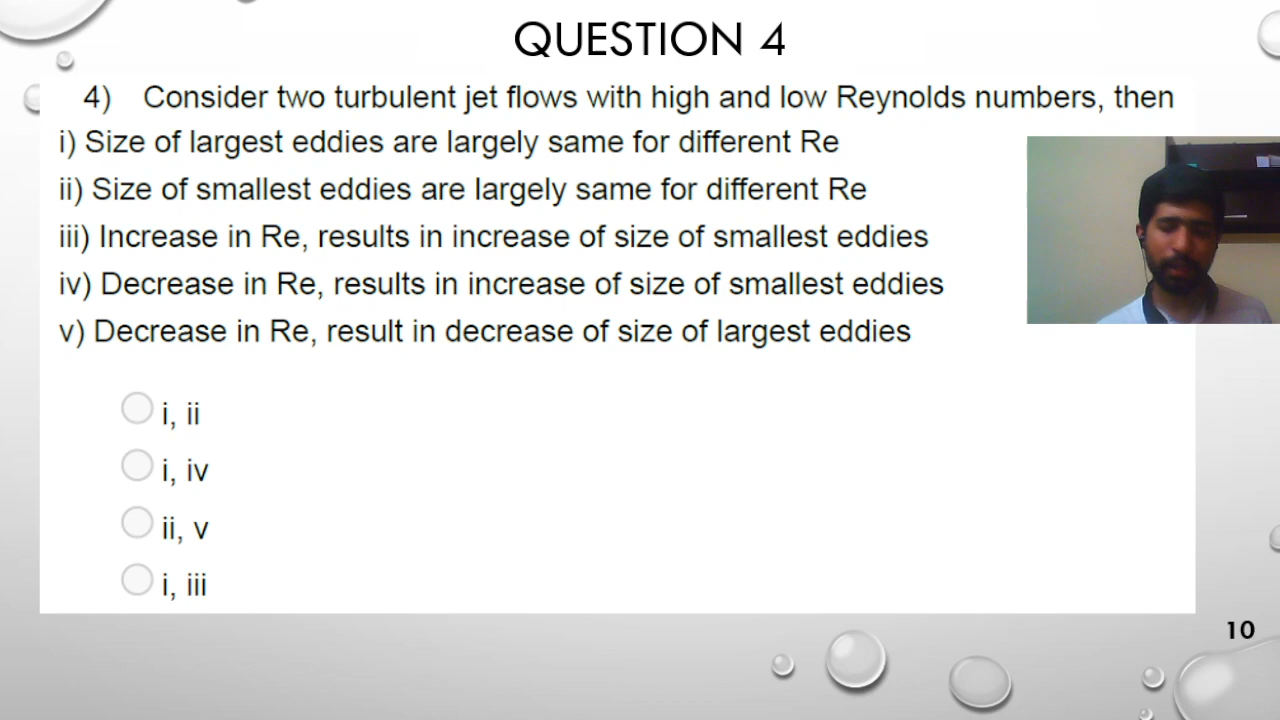 QUESTION 4
4) Consider two turbulent jet flows with high and low Reynolds numbers, then
i) Size of largest eddies are largely same for different Re
ii) Size of smallest eddies are largely same for different Re
iii) Increase in Re, results in increase of size of smallest eddies
iv) Decrease in Re, results in increase of size of smallest eddies
v) Decrease in Re, result in decrease of size of largest eddies
i, ii
i, iv
ii, v
i, iii
10